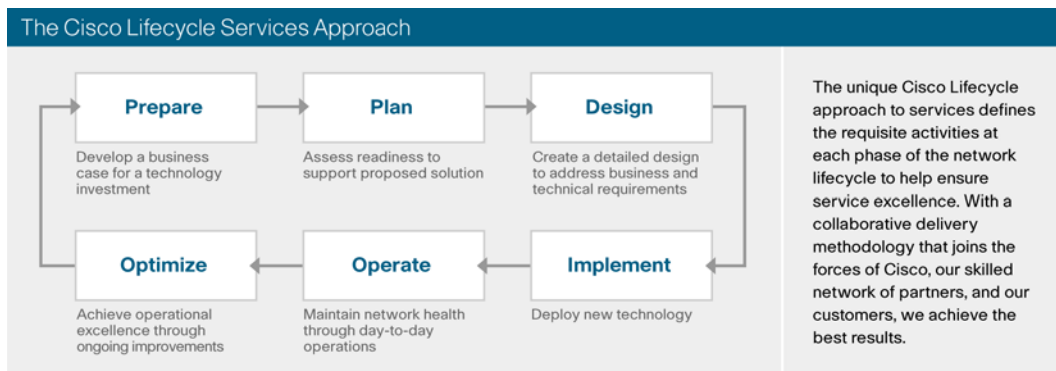 The Cisco Lifecycle Services Approach
Prepare
Develop a business
case for a technology
investment
Plan
Assess readiness to
support proposed solution
Design
Create a detailed design
to address business and
technical requirements
Optimize
Achieve operational
excellence through
ongoing improvements
Operate
Maintain network health
through day-to-day
operations
Implement
Deploy new technology
The unique Cisco Lifecycle
approach to services defines
the requisite activities at
each phase of the network
lifecycle to help ensure
service excellence. With a
collaborative delivery
methodology that joins the
forces of Cisco, our skilled
network of partners, and our
customers, we achieve the
best results.